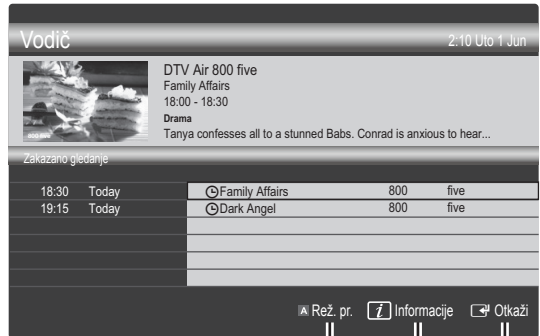 Vodič 2:10 Uto 1 Jun
DTV Air 800 five
Family Affairs
18:00 - 18:30
Drama
Tanya confesses all to a stunned Babs. Conrad is anxious to hear...
800 five
Zakazano gledanje
18:30 Today Family Affairs 800 five
19:15 Today Dark Angel 800 five
A Rež. pr. i Informacije Otkaži